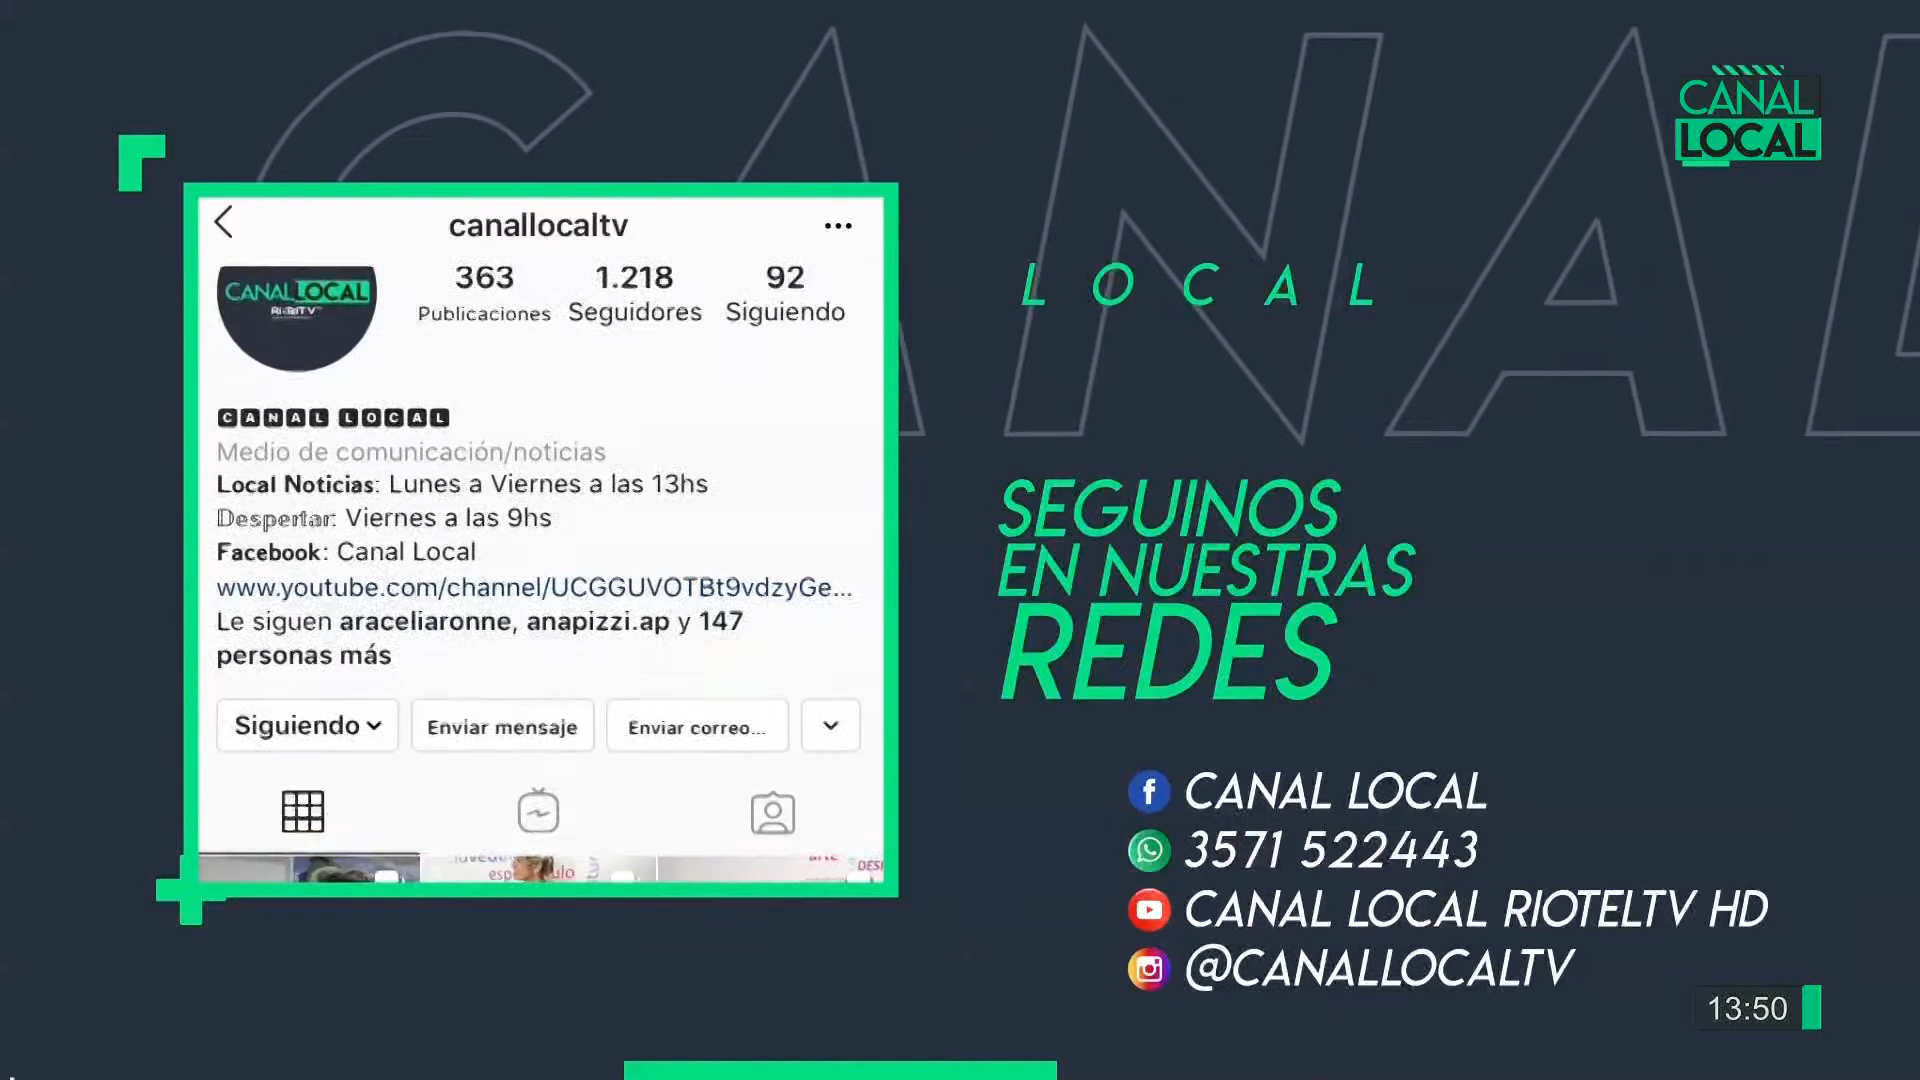 CANAL
CANAL
LOCAL
canallocaltv
363
1.218
92
Publicaciones
Seguidores
Siguiendo
CANAL LOCAL
CANAL LOCAL
Medio de comunicación/noticias
Local Noticias: Lunes a Viernes a las 13hs
Despertar: Viernes a las 9hs
Facebook: Canal Local
www.youtube.com/channel/UCGGUVOTBt9vdzyGe...
Le siguen araceliaronne, anapizzi.ap y 147
personas más
Siguiendo
Enviar mensaje
Enviar correo...
LOCAL
SEGUINOS
EN NUESTRAS
REDES
CANAL LOCAL
3571 522443
CANAL LOCAL RIOTELTV HD
@CANALLOCALTV
13:50